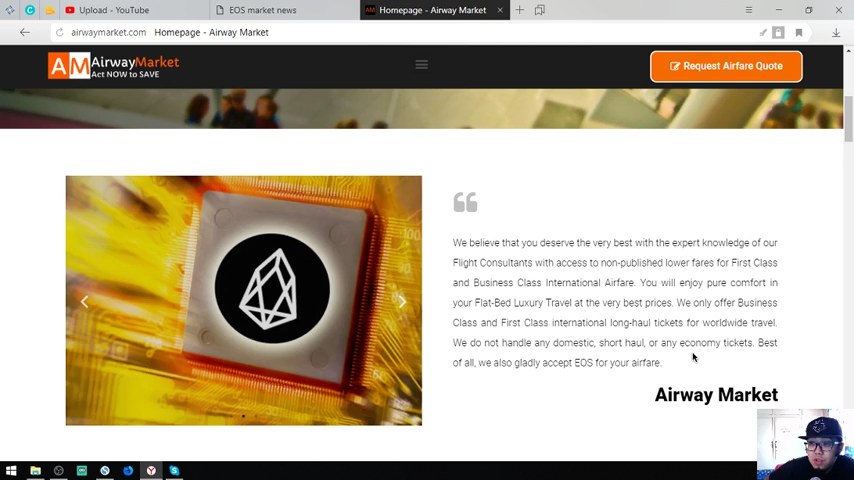 Upload - YouTube
EOS market news
AM Homepage - Airway Market
airwaymarket.com Homepage - Airway Market
AM AirwayMarket
Act NOW to SAVE
Request Airfare Quote
We believe that you deserve the very best with the expert knowledge of our
Flight Consultants with access to non-published lower fares for First Class
and Business Class International Airfare. You will enjoy pure comfort in
your Flat-Bed Luxury Travel at the very best prices. We only offer Business
Class and First Class international long-haul tickets for worldwide travel.
We do not handle any domestic, short haul, or any economy tickets. Best
of all, we also gladly accept EOS for your airfare.
Airway Market